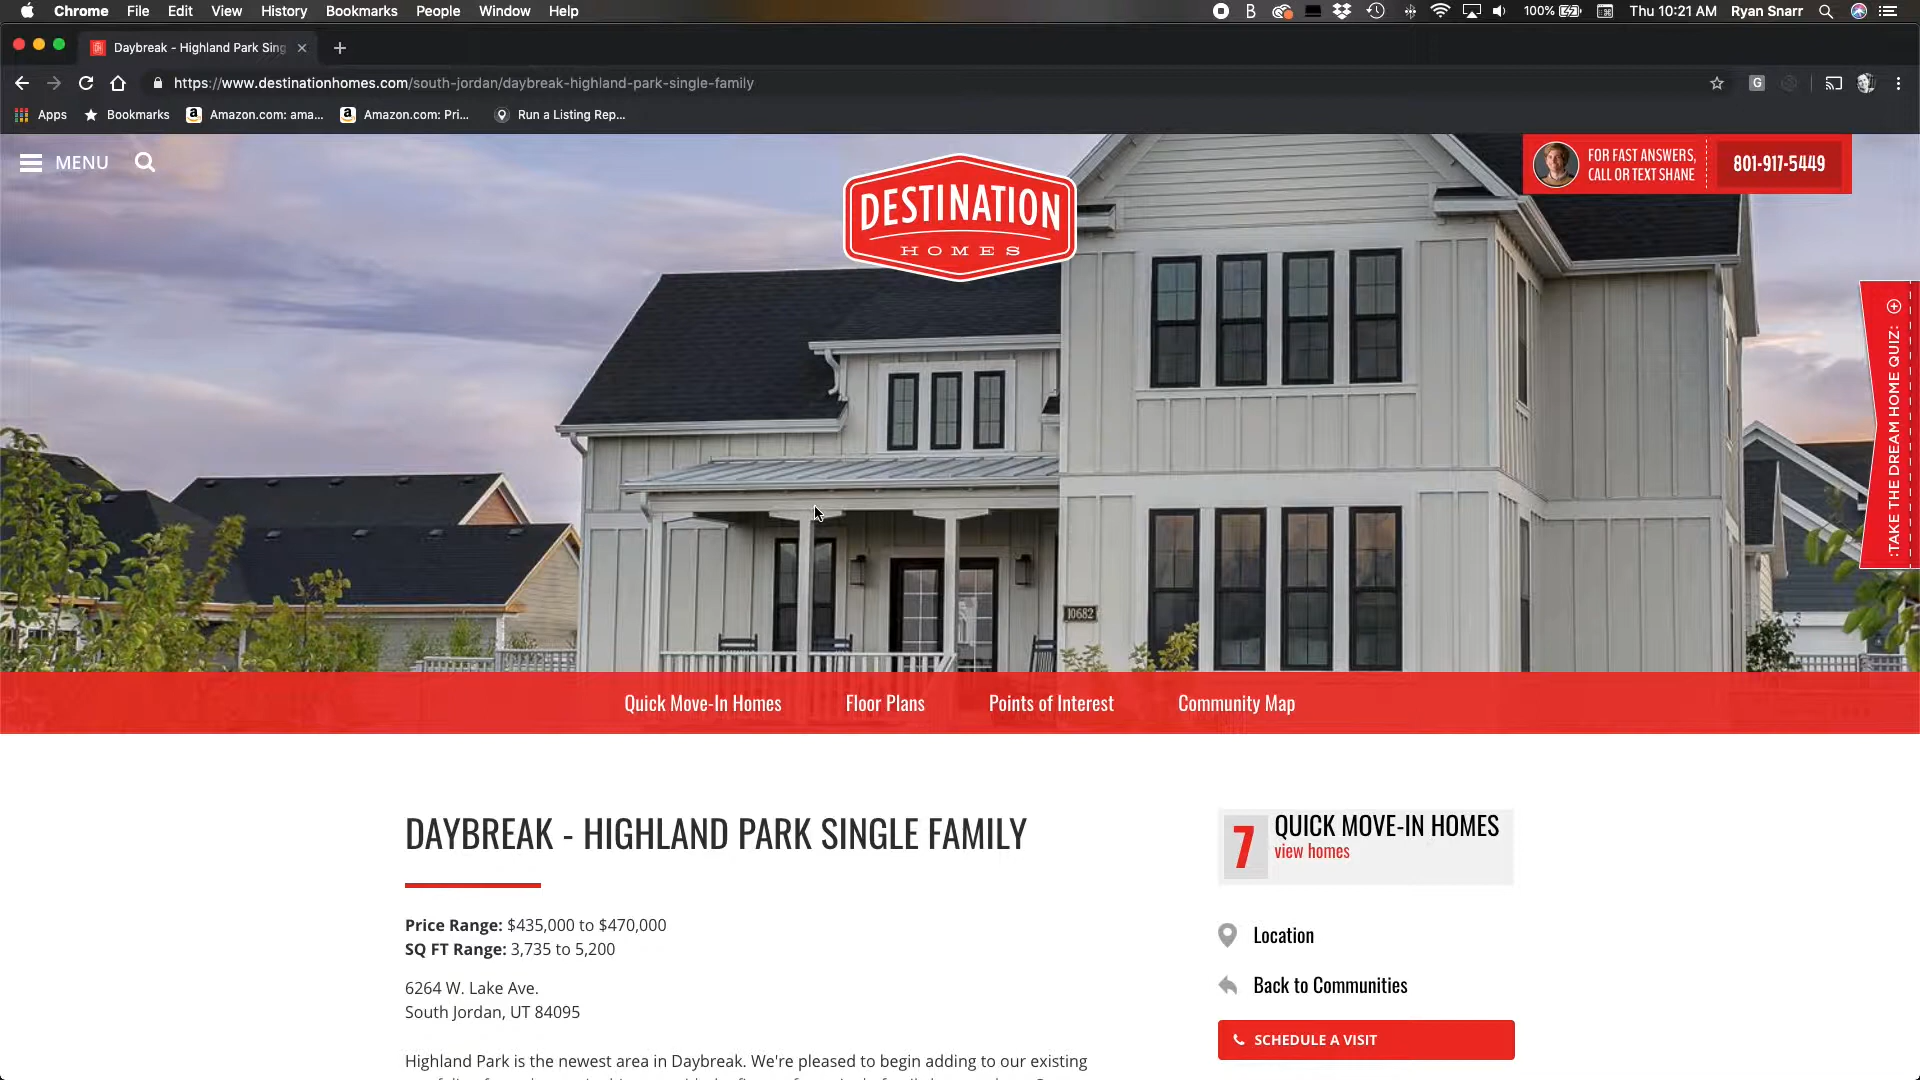 Chrome File Edit View History Bookmarks People Window Help
100% Thu 10:21 AM Ryan Snarr
Daybreak - Highland Park Sing
https://www.destinationhomes.com/south-jordan/daybreak-highland-park-single-family
Apps Bookmarks Amazon.com: ama... Amazon.com: Pri... Run a Listing Rep...
MENU
DESTINATION
HOMES
FOR FAST ANSWERS,
CALL OR TEXT SHANE
801-917-5449
:TAKE THE DREAM HOME QUIZ:
10682
Quick Move-In Homes Floor Plans Points of Interest Community Map
DAYBREAK - HIGHLAND PARK SINGLE FAMILY
7 QUICK MOVE-IN HOMES
view homes
Price Range: $435,000 to $470,000
SQ FT Range: 3,735 to 5,200
Location
6264 W. Lake Ave.
South Jordan, UT 84095
Back to Communities
SCHEDULE A VISIT
Highland Park is the newest area in Daybreak. We're pleased to begin adding to our existing